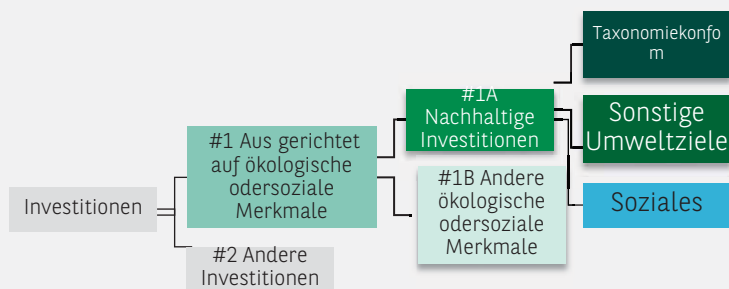 Taxonomiekonfo
m
#1A
Nachhaltige
Investitionen
Sonstige
Umweltziele
#1 Aus gerichtet
auf ökologische
odersoziale
Merkmale
#1B Andere
ökologische
odersoziale
Merkmale
Soziales
Investitionen
#2 Andere
Investitionen